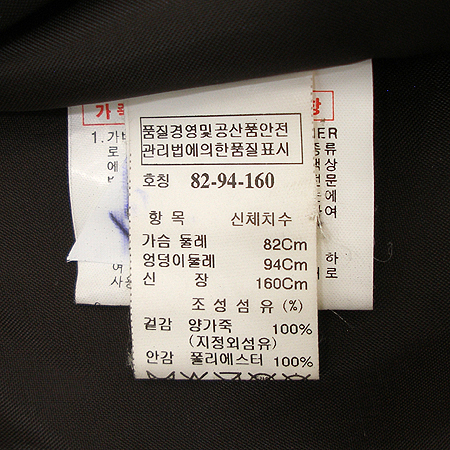 품질경영및공산품안전
관리법에의한품질표시
호칭 82-94-160
항 목 신체치수
가슴 둘레 82Cm
엉덩이둘레 94Cm
신 장 160Cm
조성섬유(%)
겉감 양가죽 100%
(지정외섬유)
안감 폴리에스터 100%